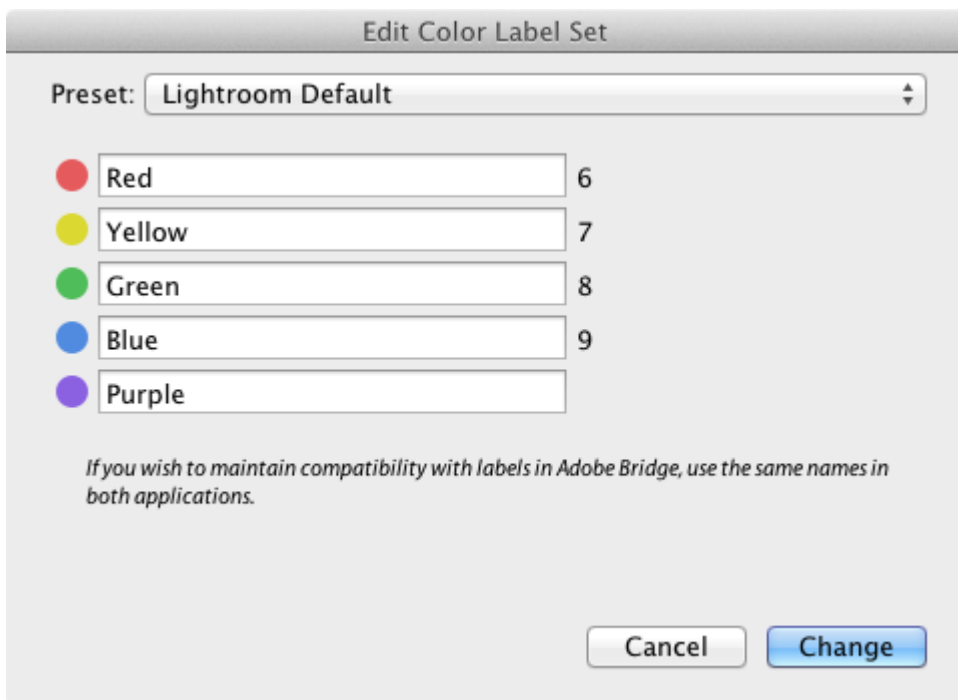 Edit Color Label Set
Preset: Lightroom Default
Red 6
Yellow 7
Green 8
Blue 9
Purple
If you wish to maintain compatibility with labels in Adobe Bridge, use the same names in
both applications.
Cancel Change